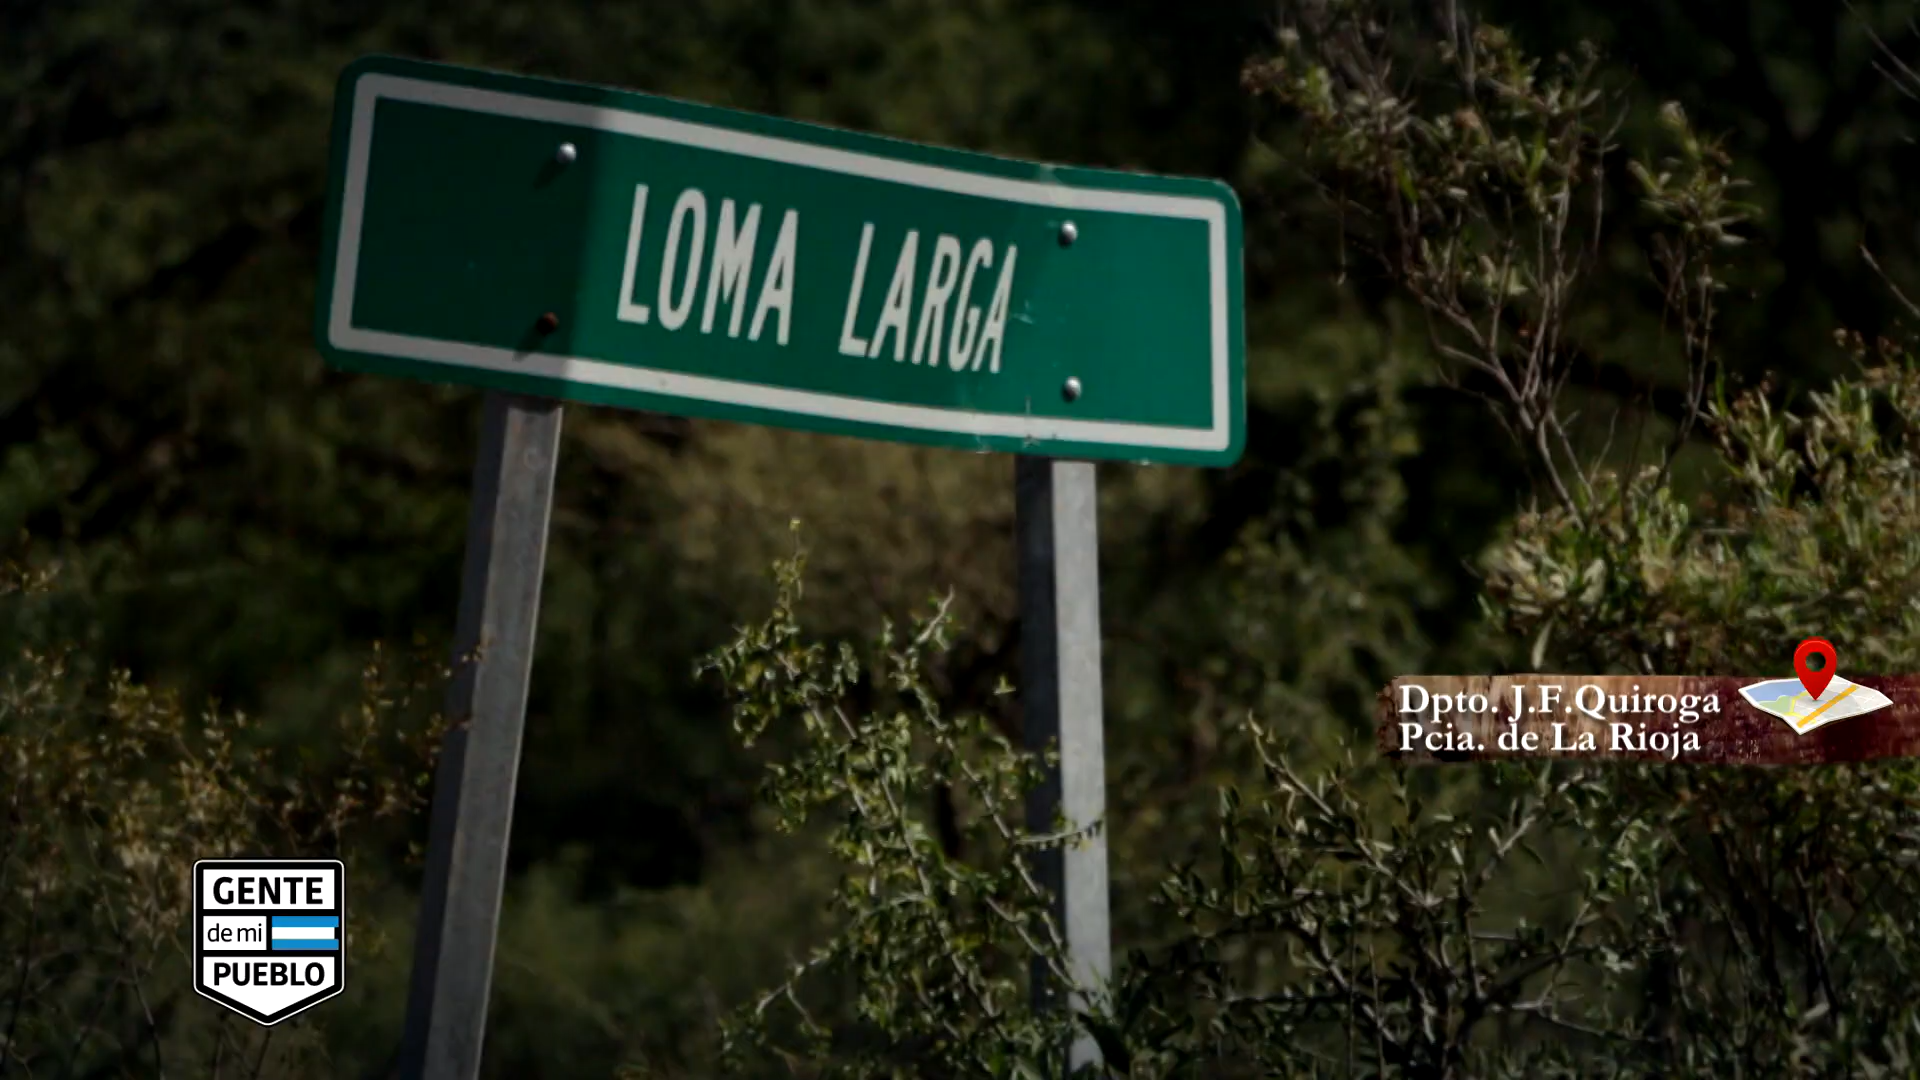 LOMA LARGA
Dpto. J.F.Quiroga
Pcia. de La Rioja
GENTE
de mi
PUEBLO